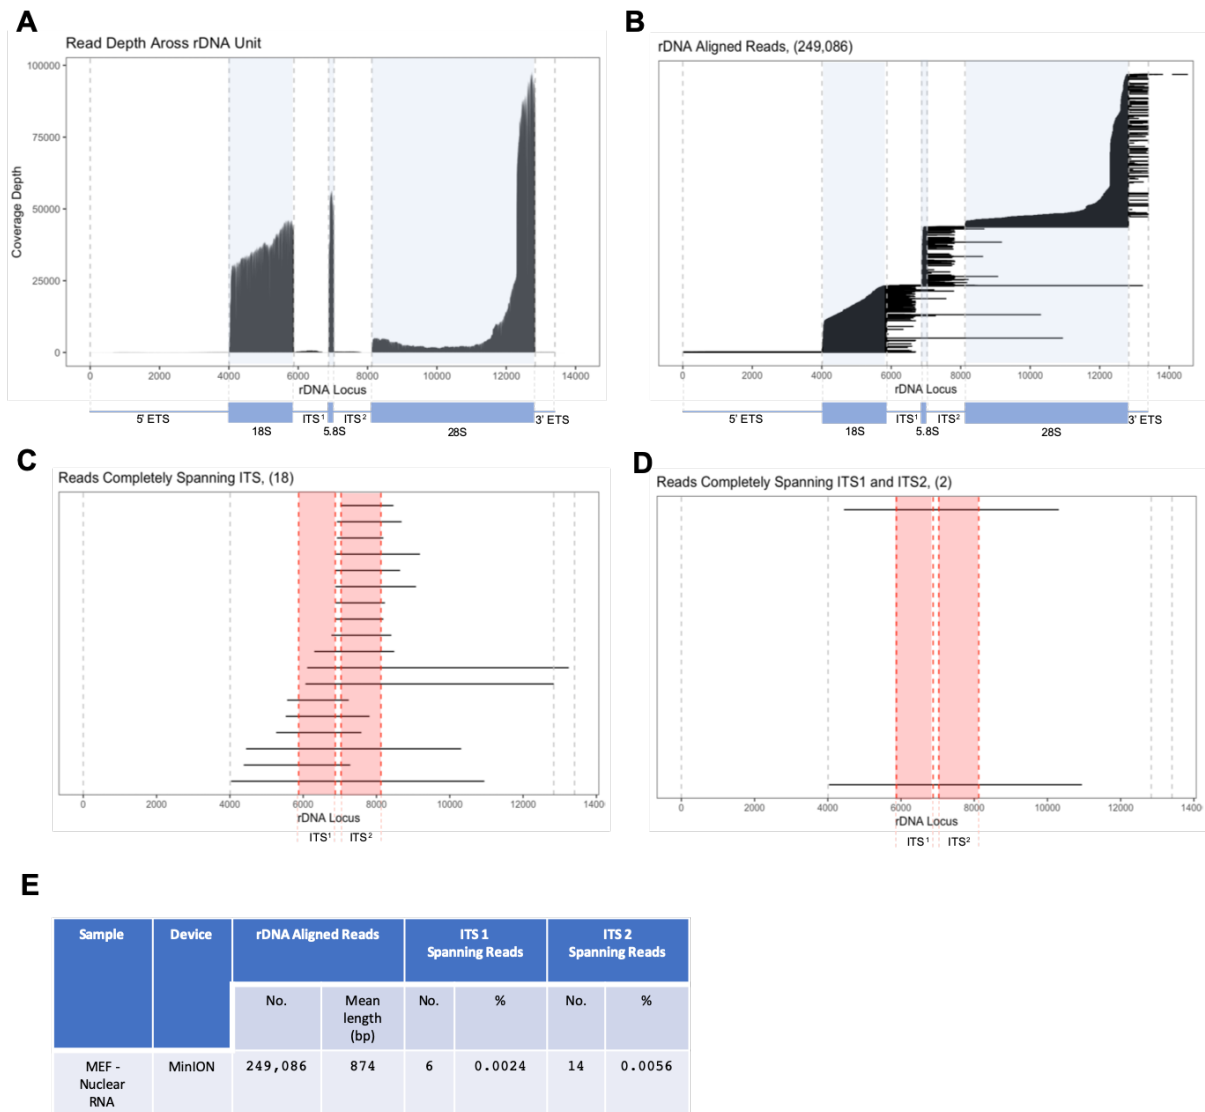 A
Read Depth Aross rDNA Unit
100000
75000
50000
25000
0
Coverage Depth
0 2000 4000 6000 8000 10000 12000 14000
rDNA Locus
5' ETS 18S ITS¹ 5.8S ITS² 28S 3' ETS
B
rDNA Aligned Reads, (249,086)
0 2000 4000 6000 8000 10000 12000 14000
rDNA Locus
5' ETS 18S ITS¹ 5.8S ITS² 28S 3' ETS
C
Reads Completely Spanning ITS, (18)
0 2000 4000 6000 8000 10000 12000 1400
rDNA Locus
ITS¹ ITS²
D
Reads Completely Spanning ITS1 and ITS2, (2)
0 2000 4000 6000 8000 10000 12000 1400
rDNA Locus
ITS¹ ITS²
E
Sample Device rDNA Aligned Reads ITS 1 ITS 2
Spanning Reads Spanning Reads
No. Mean No. % No. %
length
(bp)
MEF - MinION 249,086 874 6 0.0024 14 0.0056
Nuclear
RNA